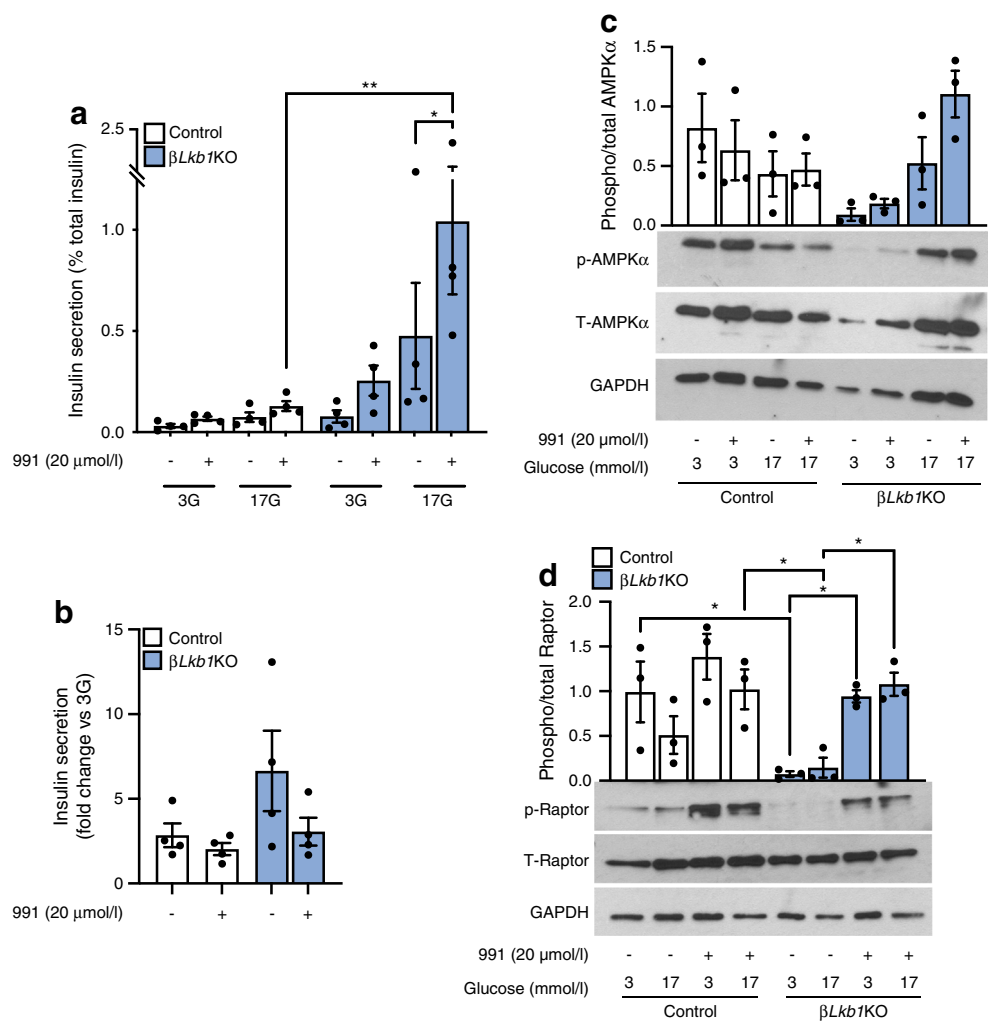 a
Control
βLkb1KO
Insulin secretion (% total insulin)
2.5
1.0
0.5
0.0
**
*
991 (20 μmol/l)
- + - + - + - +
3G 17G 3G 17G
b
Control
βLkb1KO
Insulin secretion
(fold change vs 3G)
15
10
5
0
991 (20 μmol/l)
- + - +
c
Phospho/total AMPKα
1.5
1.0
0.5
0.0
p-AMPKα
T-AMPKα
GAPDH
991 (20 μmol/l) - + - + - + - +
Glucose (mmol/l) 3 3 17 17 3 3 17 17
Control βLkb1KO
d
Control
βLkb1KO
Phospho/total Raptor
2.0
1.5
1.0
0.5
0.0
*
*
*
*
p-Raptor
T-Raptor
GAPDH
991 (20 μmol/l) - - + + - - + +
Glucose (mmol/l) 3 17 3 17 3 17 3 17
Control βLkb1KO